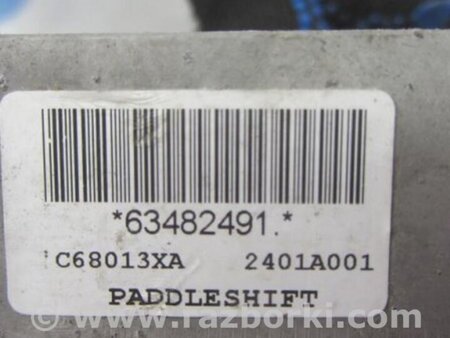 *63482491.*
C68013XA 2401A001
PADDLESHIFT
www.razborki.com